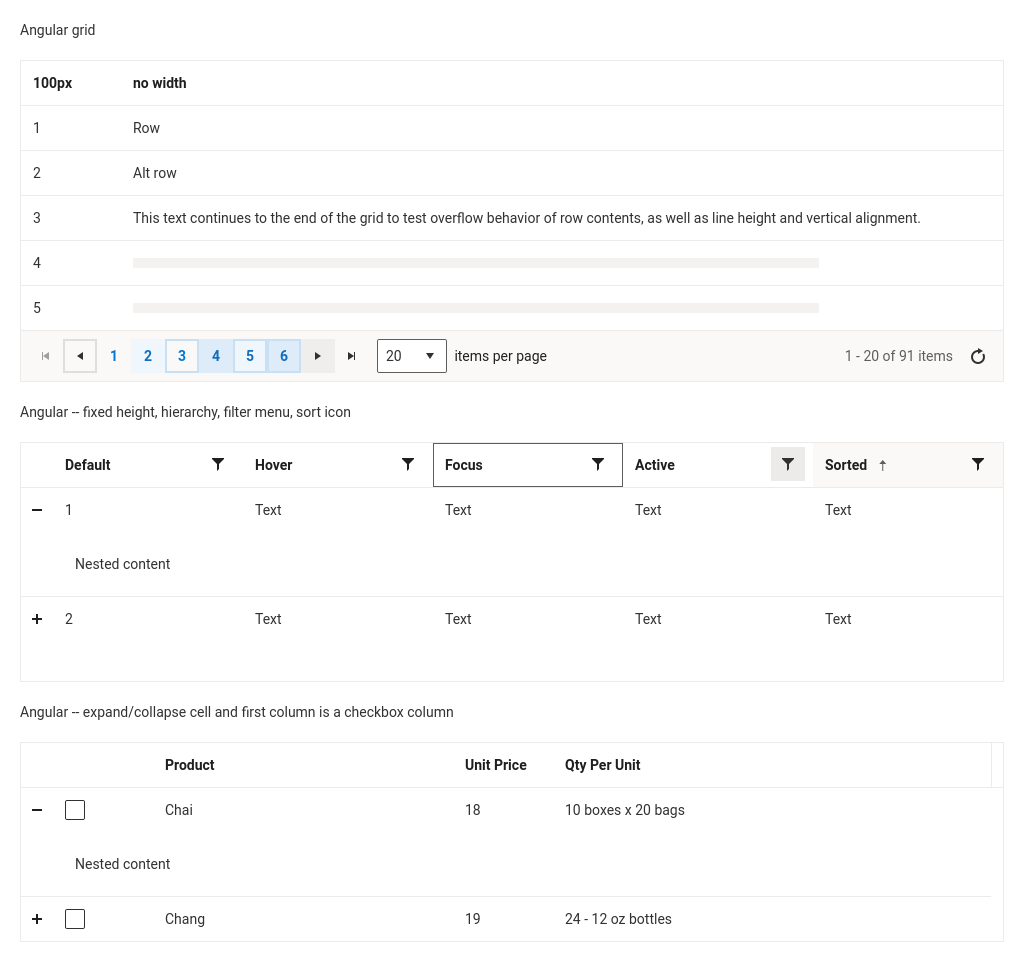 Angular grid
100px no width
1 Row
2 Alt row
3 This text continues to the end of the grid to test overflow behavior of row contents, as well as line height and vertical alignment.
4
5
1 2 3 4 5 6 20 items per page 1 - 20 of 91 items
Angular -- fixed height, hierarchy, filter menu, sort icon
Default Hover Focus Active Sorted
1 Text Text Text Text
Nested content
2 Text Text Text Text
Angular -- expand/collapse cell and first column is a checkbox column
Product Unit Price Qty Per Unit
Chai 18 10 boxes x 20 bags
Nested content
Chang 19 24 - 12 oz bottles